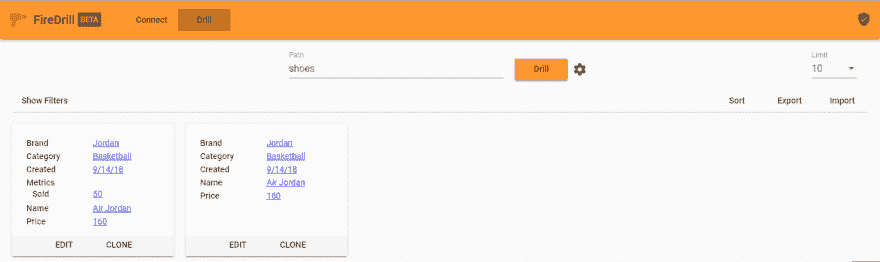 FireDrill BETA Connect Drill
Path
shoes
Drill
Limit
10
Show Filters Sort Export Import
Brand Jordan
Category Basketball
Created 9/14/18
Metrics
Sold 50
Name Air Jordan
Price 160
EDIT CLONE
Brand Jordan
Category Basketball
Created 9/14/18
Name Air Jordan
Price 160
EDIT CLONE